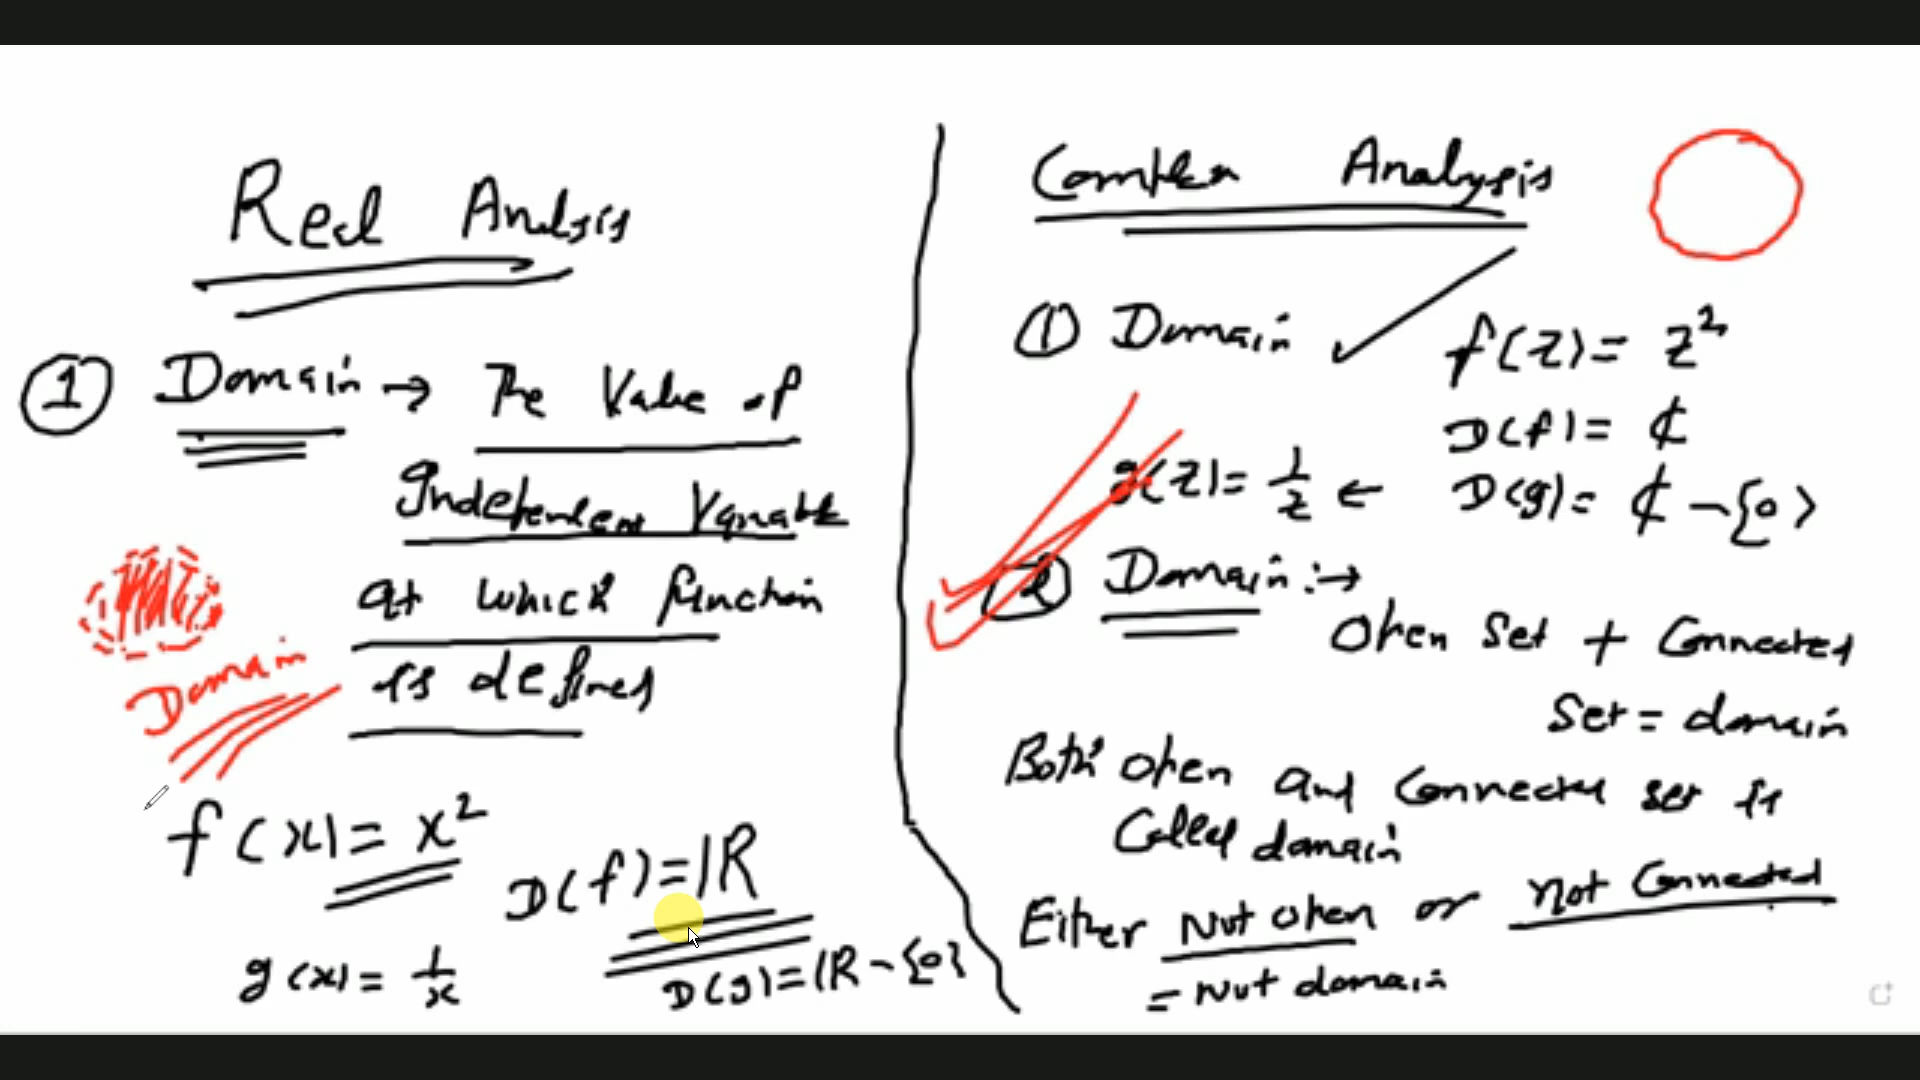 Real Analysis
① Domain → The Value of
Independent Variable
at which function
is defined
Domain
f(x) = x²
D(f) = IR
g(x) = 1/x
D(g) = IR - {0}
Complex Analysis
① Domain
f(z) = z²
D(f) = ₵
g(z) = 1/z ←
D(g) = ₵ - {0}
② Domain :→
Open Set + Connected
Set = domain
Both open and Connected set is
Called domain
Either Not open or not Connected
= Not domain